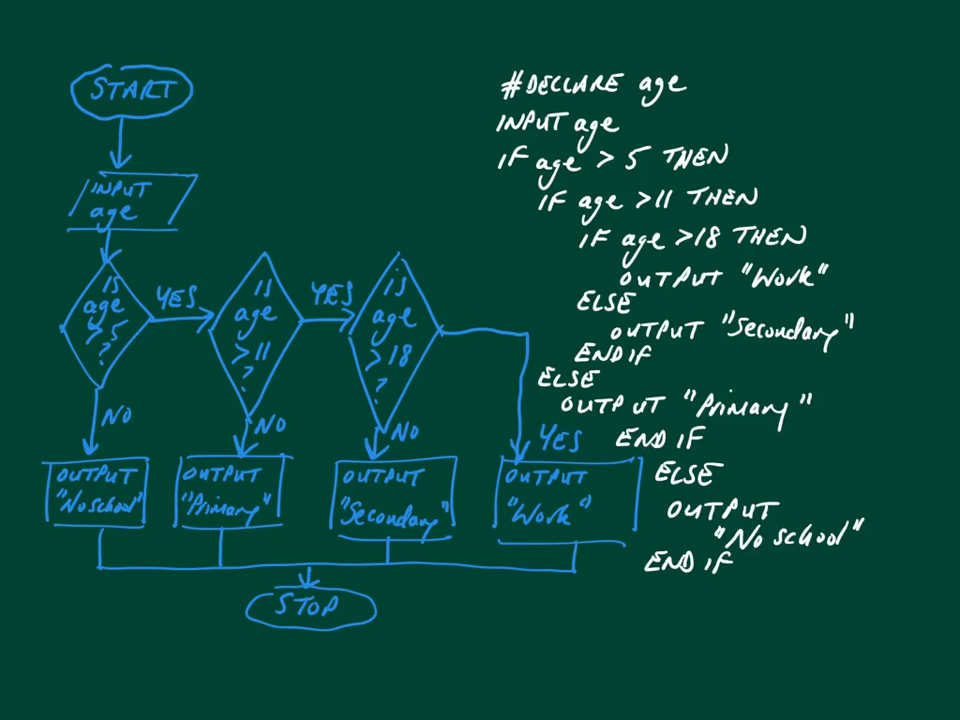 START
INPUT
age
is
age
> 5
?
YES
is
age
> 11
?
YES
is
age
> 18
?
NO
NO
NO
YES
OUTPUT
"No school"
OUTPUT
"Primary"
OUTPUT
"Secondary"
OUTPUT
"Work"
STOP
#DECLARE age
INPUT age
IF age > 5 THEN
IF age > 11 THEN
IF age > 18 THEN
OUTPUT "Work"
ELSE
OUTPUT "Secondary"
ENDIF
ELSE
OUTPUT "Primary"
END IF
ELSE
OUTPUT
"No school"
END IF